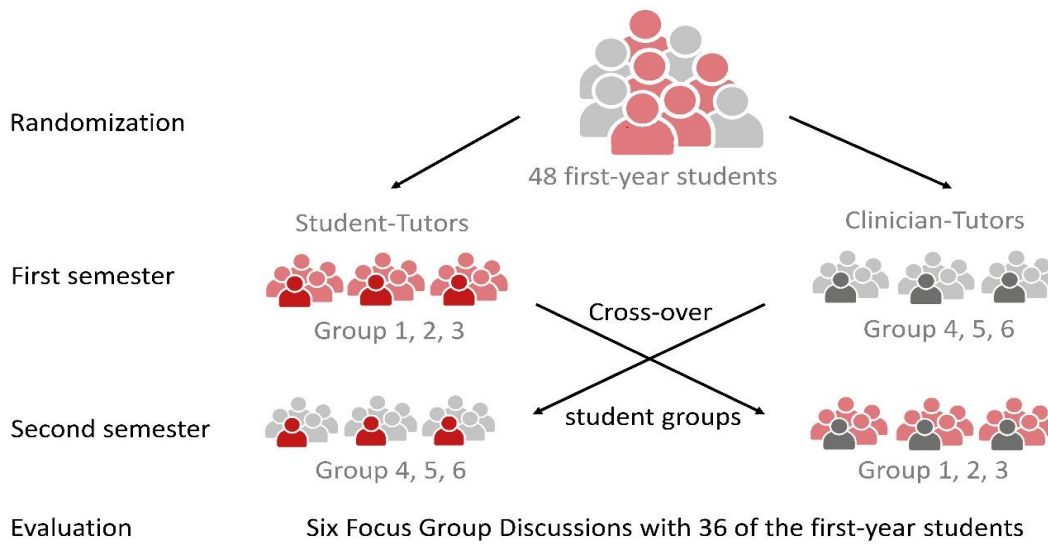 Randomization
48 first-year students
Student-Tutors
Clinician-Tutors
First semester
Group 1, 2, 3
Cross-over
Group 4, 5, 6
Second semester
student groups
Group 4, 5, 6
Group 1, 2, 3
Evaluation
Six Focus Group Discussions with 36 of the first-year students